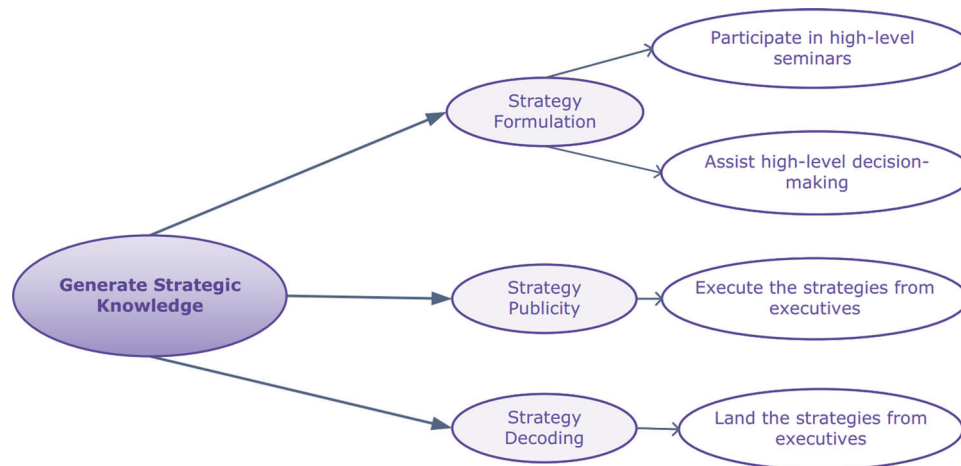 Participate in high-level
seminars
Strategy
Formulation
Assist high-level decision-
making
Generate Strategic
Knowledge
Strategy
Publicity
Execute the strategies from
executives
Strategy
Decoding
Land the strategies from
executives